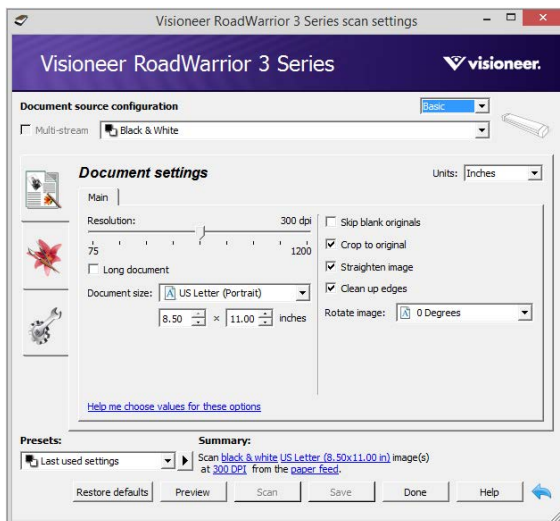 Visioneer RoadWarrior 3 Series scan settings
Visioneer RoadWarrior 3 Series
visioneer.
Document source configuration
Basic
Multi-stream
Black & White
Document settings
Units: Inches
Main
Resolution: 300 dpi
75 1200
Long document
Document size: US Letter (Portrait)
8.50 × 11.00 inches
Skip blank originals
Crop to original
Straighten image
Clean up edges
Rotate image: 0 Degrees
Help me choose values for these options
Presets:
Last used settings
Summary:
Scan black & white US Letter (8.50x11.00 in) image(s)
at 300 DPI from the paper feed.
Restore defaults Preview Scan Save Done Help